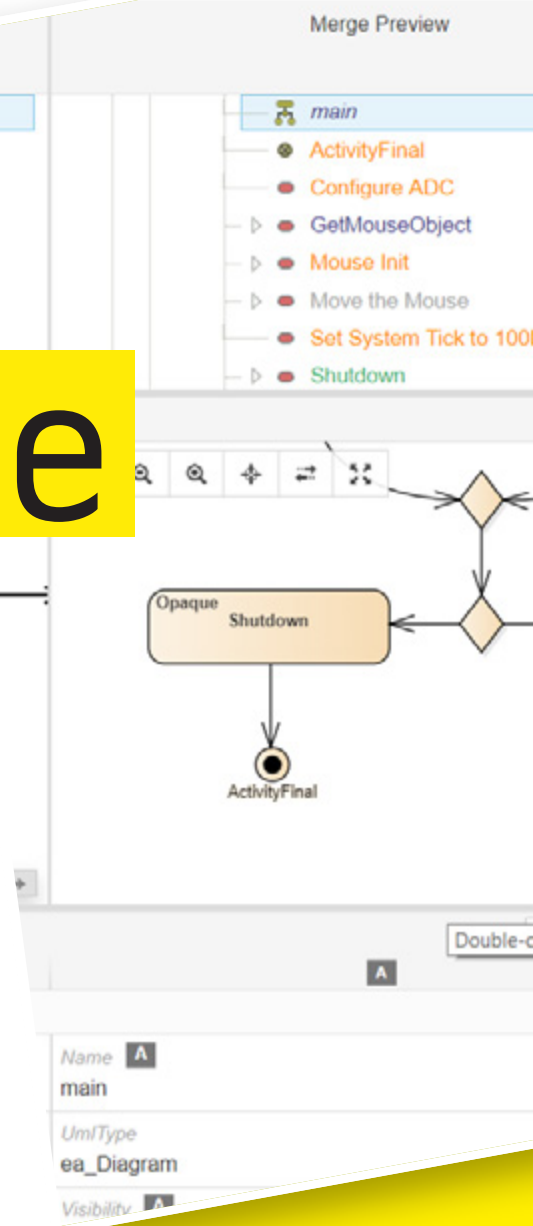 Merge Preview
main
ActivityFinal
Configure ADC
GetMouseObject
Mouse Init
Move the Mouse
Set System Tick to 100
Shutdown
e
Opaque
Shutdown
ActivityFinal
Double-c
A
Name A
main
UmlType
ea_Diagram
Visibility A